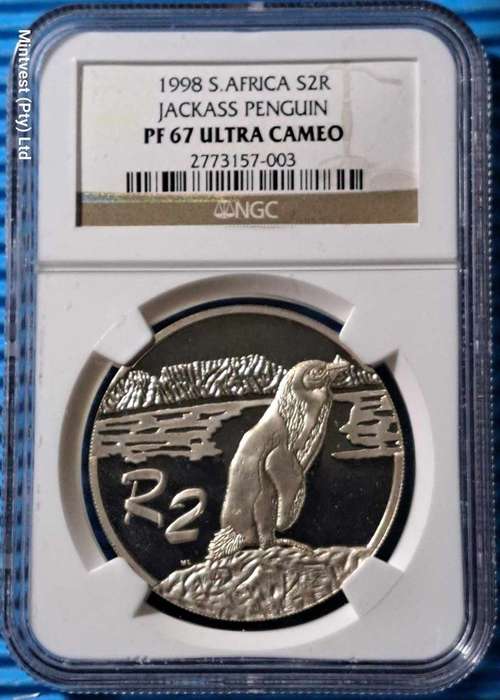 Mintvest (Pty) Ltd
1998 S.AFRICA S2R
JACKASS PENGUIN
PF 67 ULTRA CAMEO
2773157-003
NGC
R2